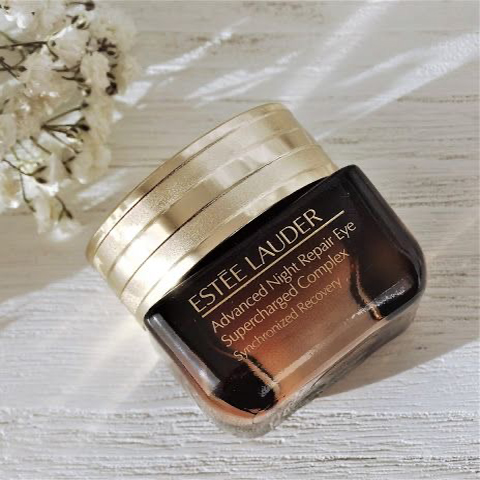 ESTĒE LAUDER
Advanced Night Repair Eye
Supercharged Complex
Synchronized Recovery